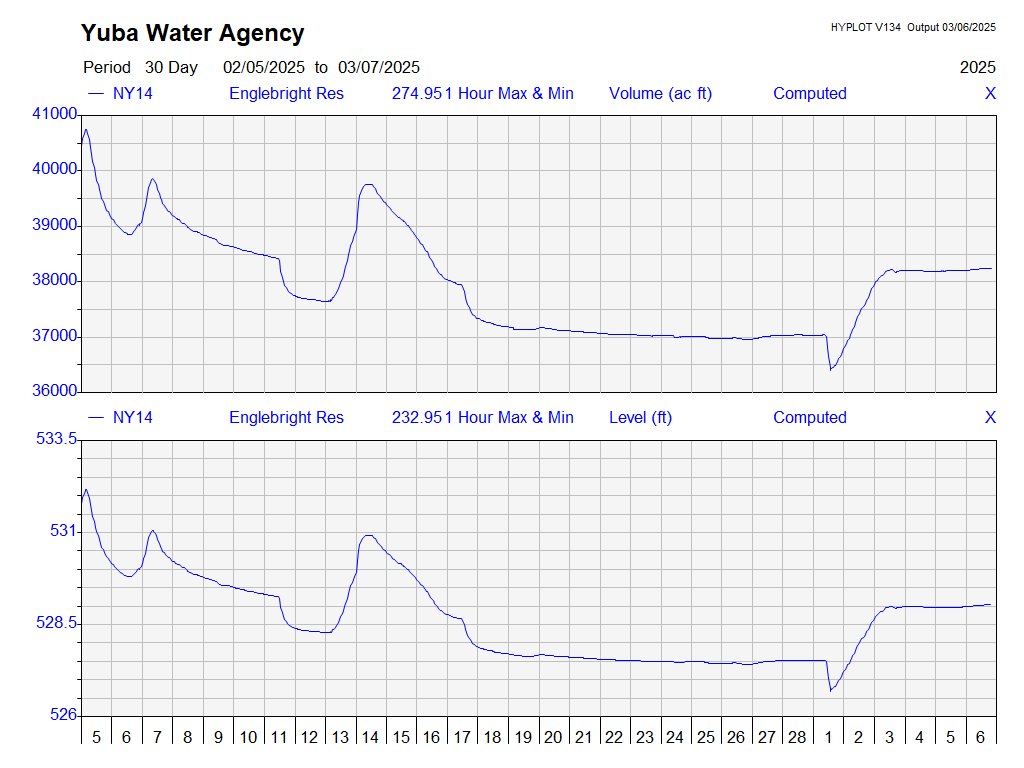 Yuba Water Agency
HYPLOT V134 Output 03/06/2025
Period 30 Day 02/05/2025 to 03/07/2025 2025
NY14 Englebright Res 274.951 Hour Max & Min Volume (ac ft) Computed X
41000
40000
39000
38000
37000
36000
NY14 Englebright Res 232.951 Hour Max & Min Level (ft) Computed X
533.5
531
528.5
526
5 6 7 8 9 10 11 12 13 14 15 16 17 18 19 20 21 22 23 24 25 26 27 28 1 2 3 4 5 6